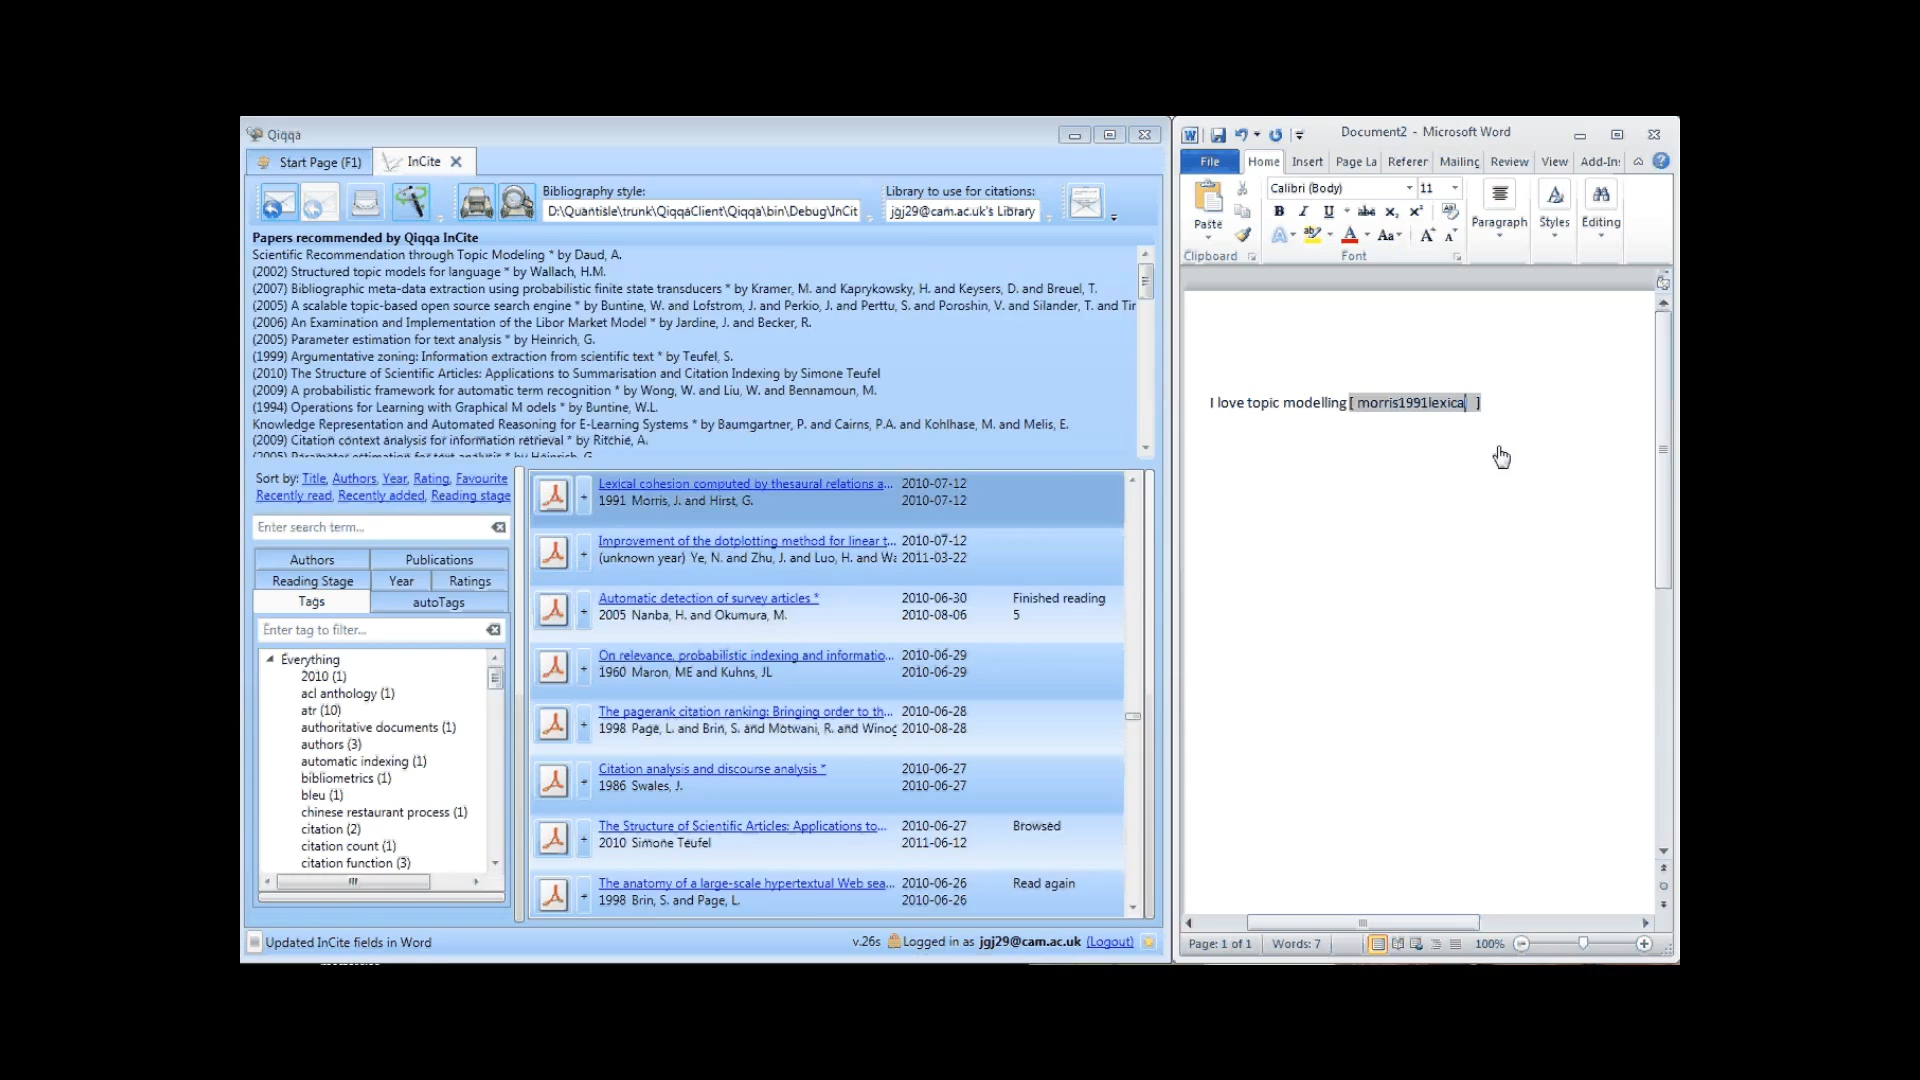 Qiqqa
Start Page (F1)
InCite
Bibliography style:
D:\Quantisle\trunk\QiqqaClient\Qiqqa\bin\Debug\InCit
Library to use for citations:
jgj29@cam.ac.uk's Library
Papers recommended by Qiqqa InCite
Scientific Recommendation through Topic Modeling * by Daud, A.
(2002) Structured topic models for language * by Wallach, H.M.
(2007) Bibliographic meta-data extraction using probabilistic finite state transducers * by Kramer, M. and Kaprykowsky, H. and Keysers, D. and Breuel, T.
(2005) A scalable topic-based open source search engine * by Buntine, W. and Lofstrom, J. and Perkio, J. and Perttu, S. and Poroshin, V. and Silander, T. and Tir
(2006) An Examination and Implementation of the Libor Market Model * by Jardine, J. and Becker, R.
(2005) Parameter estimation for text analysis * by Heinrich, G.
(1999) Argumentative zoning: Information extraction from scientific text * by Teufel, S.
(2010) The Structure of Scientific Articles: Applications to Summarisation and Citation Indexing by Simone Teufel
(2009) A probabilistic framework for automatic term recognition * by Wong, W. and Liu, W. and Bennamoun, M.
(1994) Operations for Learning with Graphical M odels * by Buntine, W.L.
Knowledge Representation and Automated Reasoning for E-Learning Systems * by Baumgartner, P. and Cairns, P.A. and Kohlhase, M. and Melis, E.
(2009) Citation context analysis for information retrieval * by Ritchie, A.
(2005) Parameter estimation for text analysis * by Heinrich, G.
Sort by: Title, Authors, Year, Rating, Favourite
Recently read, Recently added, Reading stage
Enter search term...
Authors
Publications
Reading Stage
Year
Ratings
Tags
autoTags
Enter tag to filter...
Everything
2010 (1)
acl anthology (1)
atr (10)
authoritative documents (1)
authors (3)
automatic indexing (1)
bibliometrics (1)
bleu (1)
chinese restaurant process (1)
citation (2)
citation count (1)
citation function (3)
Lexical cohesion computed by thesaural relations a... 2010-07-12
1991 Morris, J. and Hirst, G. 2010-07-12
Improvement of the dotplotting method for linear t... 2010-07-12
(unknown year) Ye, N. and Zhu, J. and Luo, H. and Wa 2011-03-22
Automatic detection of survey articles * 2010-06-30 Finished reading
2005 Nanba, H. and Okumura, M. 2010-08-06 5
On relevance, probabilistic indexing and informatio... 2010-06-29
1960 Maron, ME and Kuhns, JL 2010-06-29
The pagerank citation ranking: Bringing order to th... 2010-06-28
1998 Page, L. and Brin, S. and Motwani, R. and Winog 2010-08-28
Citation analysis and discourse analysis * 2010-06-27
1986 Swales, J. 2010-06-27
The Structure of Scientific Articles: Applications to... 2010-06-27 Browsed
2010 Simone Teufel 2011-06-12
The anatomy of a large-scale hypertextual Web sea... 2010-06-26 Read again
1998 Brin, S. and Page, L. 2010-06-26
Updated InCite fields in Word
v.26s Logged in as jgj29@cam.ac.uk (Logout)
Document2 - Microsoft Word
File Home Insert Page La Referer Mailing Review View Add-In:
Calibri (Body) 11
B I U abc x₂ x²
A ab A Aa A A
Paste
Paragraph
Styles
Editing
Clipboard
Font
I love topic modelling [ morris1991lexical ]
Page: 1 of 1
Words: 7
100%